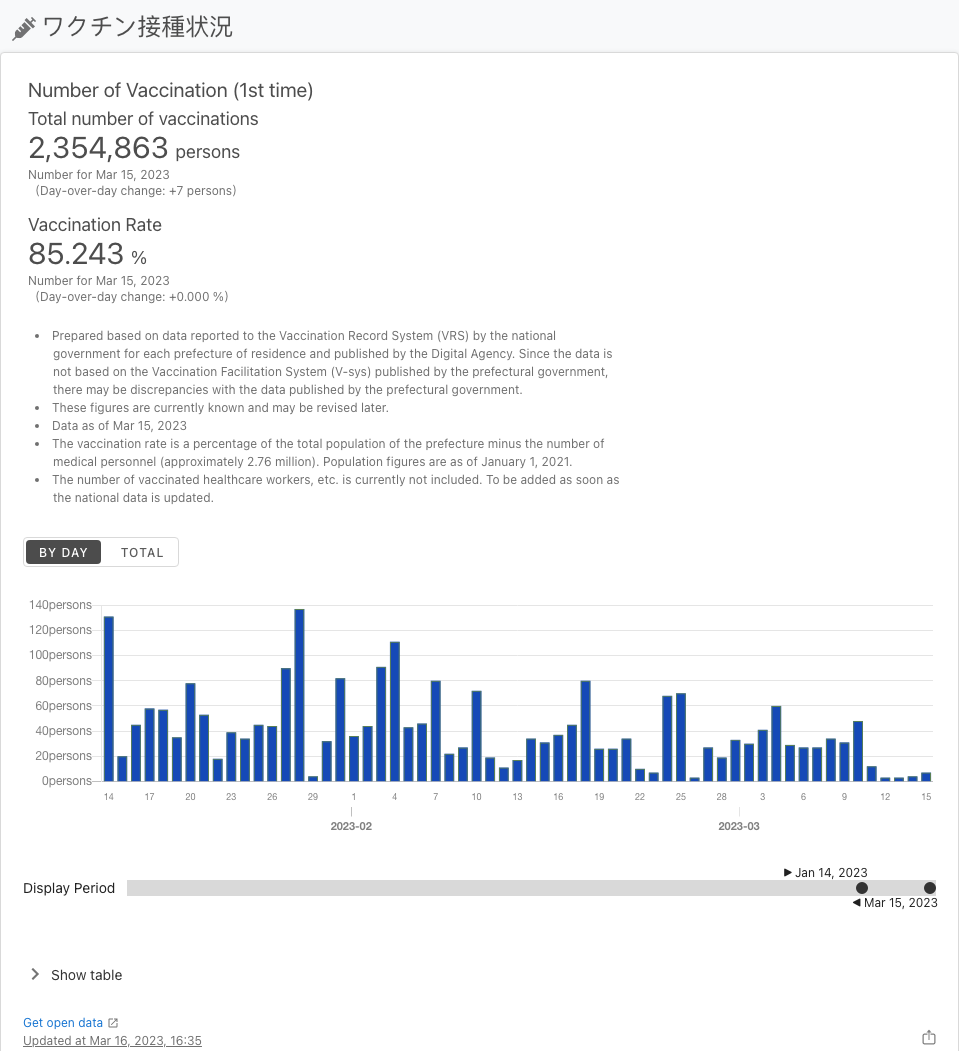 ワクチン接種状況
Number of Vaccination (1st time)
Total number of vaccinations
2,354,863 persons
Number for Mar 15, 2023
(Day-over-day change: +7 persons)
Vaccination Rate
85.243 %
Number for Mar 15, 2023
(Day-over-day change: +0.000 %)
• Prepared based on data reported to the Vaccination Record System (VRS) by the national
government for each prefecture of residence and published by the Digital Agency. Since the data is
not based on the Vaccination Facilitation System (V-sys) published by the prefectural government,
there may be discrepancies with the data published by the prefectural government.
• These figures are currently known and may be revised later.
• Data as of Mar 15, 2023
• The vaccination rate is a percentage of the total population of the prefecture minus the number of
medical personnel (approximately 2.76 million). Population figures are as of January 1, 2021.
• The number of vaccinated healthcare workers, etc. is currently not included. To be added as soon as
the national data is updated.
BY DAY TOTAL
140persons
120persons
100persons
80persons
60persons
40persons
20persons
0persons
14 17 20 23 26 29 1 4 7 10 13 16 19 22 25 28 3 6 9 12 15
2023-02 2023-03
Jan 14, 2023
Display Period
Mar 15, 2023
Show table
Get open data
Updated at Mar 16, 2023, 16:35